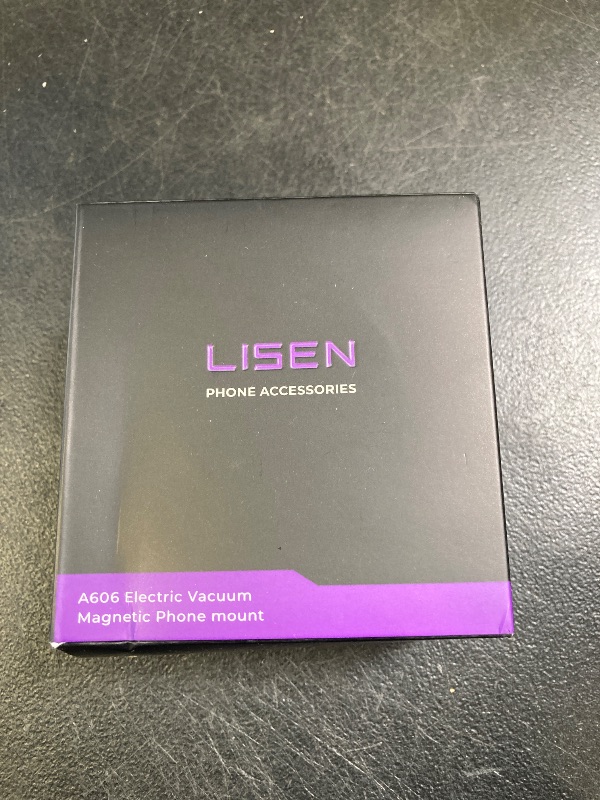 LISEN
PHONE ACCESSORIES
A606 Electric Vacuum
Magnetic Phone mount